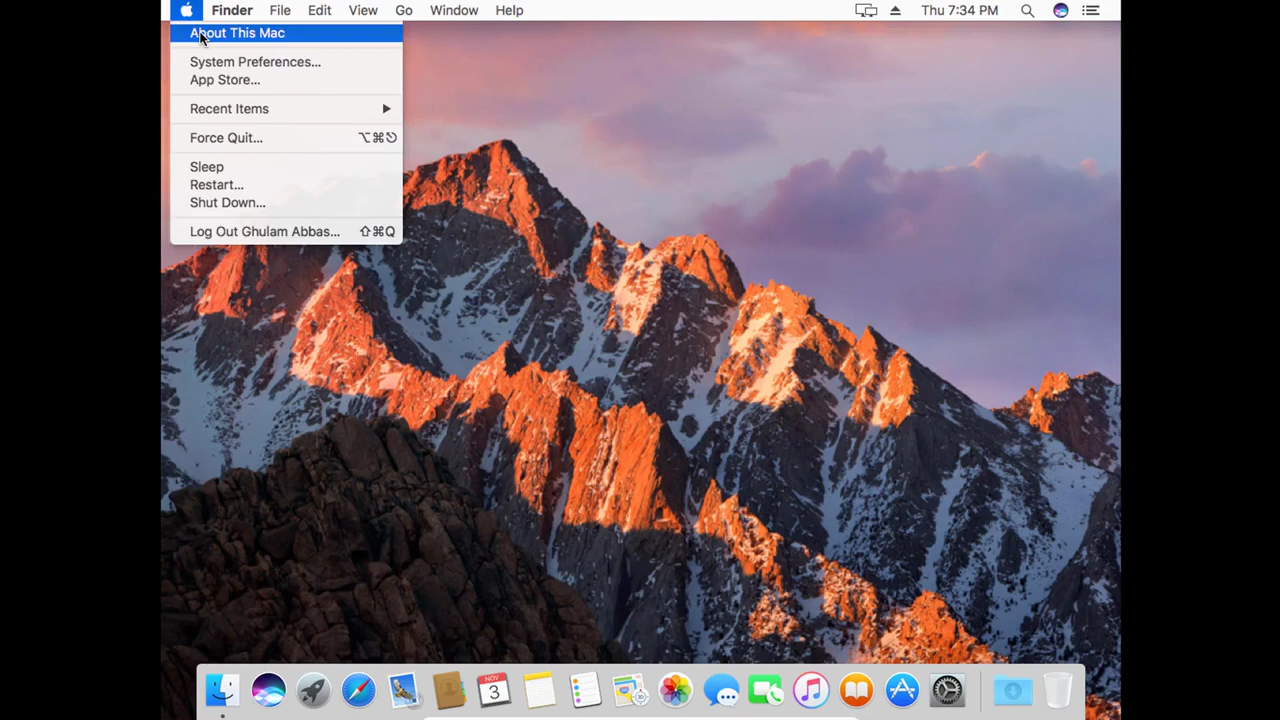 Finder File Edit View Go Window Help Thu 7:34 PM
About This Mac
System Preferences...
App Store...
Recent Items
Force Quit... ⌥⌘⎋
Sleep
Restart...
Shut Down...
Log Out Ghulam Abbas... ⇧⌘Q
NOV
3